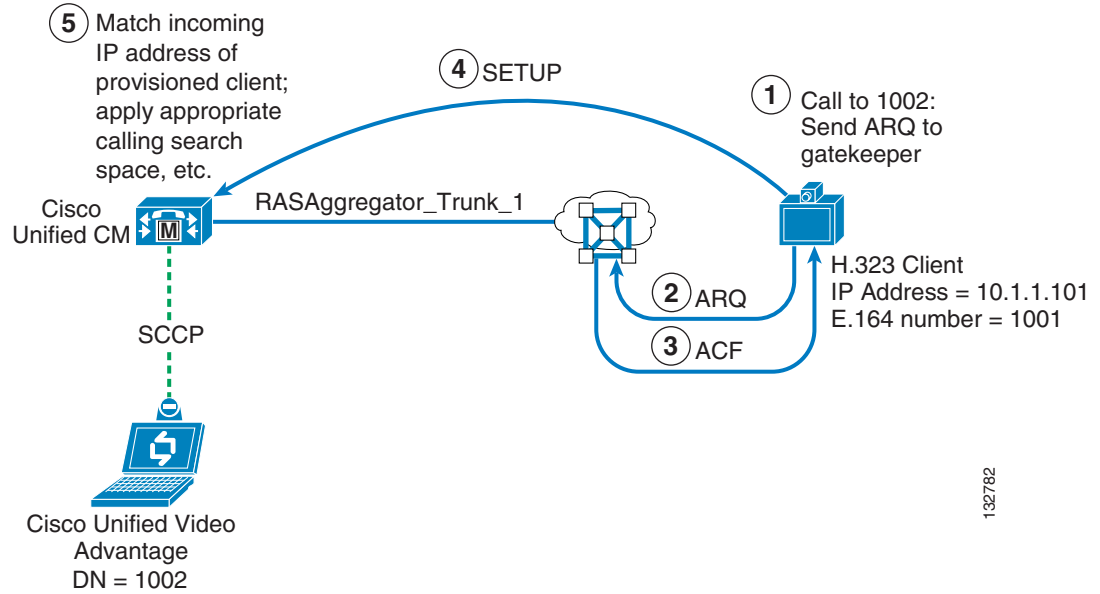 5 Match incoming
IP address of
provisioned client;
apply appropriate
calling search
space, etc.
4 SETUP
1 Call to 1002:
Send ARQ to
gatekeeper
Cisco
Unified CM
M
RASAggregator_Trunk_1
H.323 Client
IP Address = 10.1.1.101
E.164 number = 1001
2 ARQ
3 ACF
SCCP
Cisco Unified Video
Advantage
DN = 1002
132782